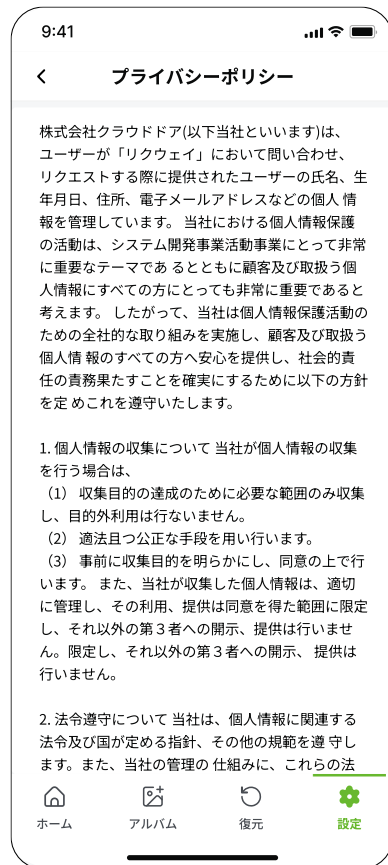 9:41
プライバシーポリシー
株式会社クラウドドア(以下当社といいます)は、
ユーザーが「リクウェイ」において問い合わせ、
リクエストする際に提供されたユーザーの氏名、生
年月日、住所、電子メールアドレスなどの個人 情
報を管理しています。 当社における個人情報保護
の活動は、システム開発事業活動事業にとって非常
に重要なテーマであ るとともに顧客及び取扱う個
人情報にすべての方にとっても非常に重要であると
考えます。 したがって、当社は個人情報保護活動の
ための全社的な取り組みを実施し、顧客及び取扱う
個人情 報のすべての方へ安心を提供し、社会的責
任の責務果たすことを確実にするために以下の方針
を定 めこれを遵守いたします。
1. 個人情報の収集について 当社が個人情報の収集
を行う場合は、
（1） 収集目的の達成のために必要な範囲のみ収集
し、目的外利用は行ないません。
（2） 適法且つ公正な手段を用い行います。
（3） 事前に収集目的を明らかにし、同意の上で行
います。 また、当社が収集した個人情報は、適切
に管理し、その利用、提供は同意を得た範囲に限定
し、それ以外の第３者への開示、提供は行いませ
ん。限定し、それ以外の第３者への開示、 提供は
行いません。
2. 法令遵守について 当社は、個人情報に関連する
法令及び国が定める指針、その他の規範を遵 守し
ます。また、当社の管理の 仕組みに、これらの法
ホーム
アルバム
復元
設定